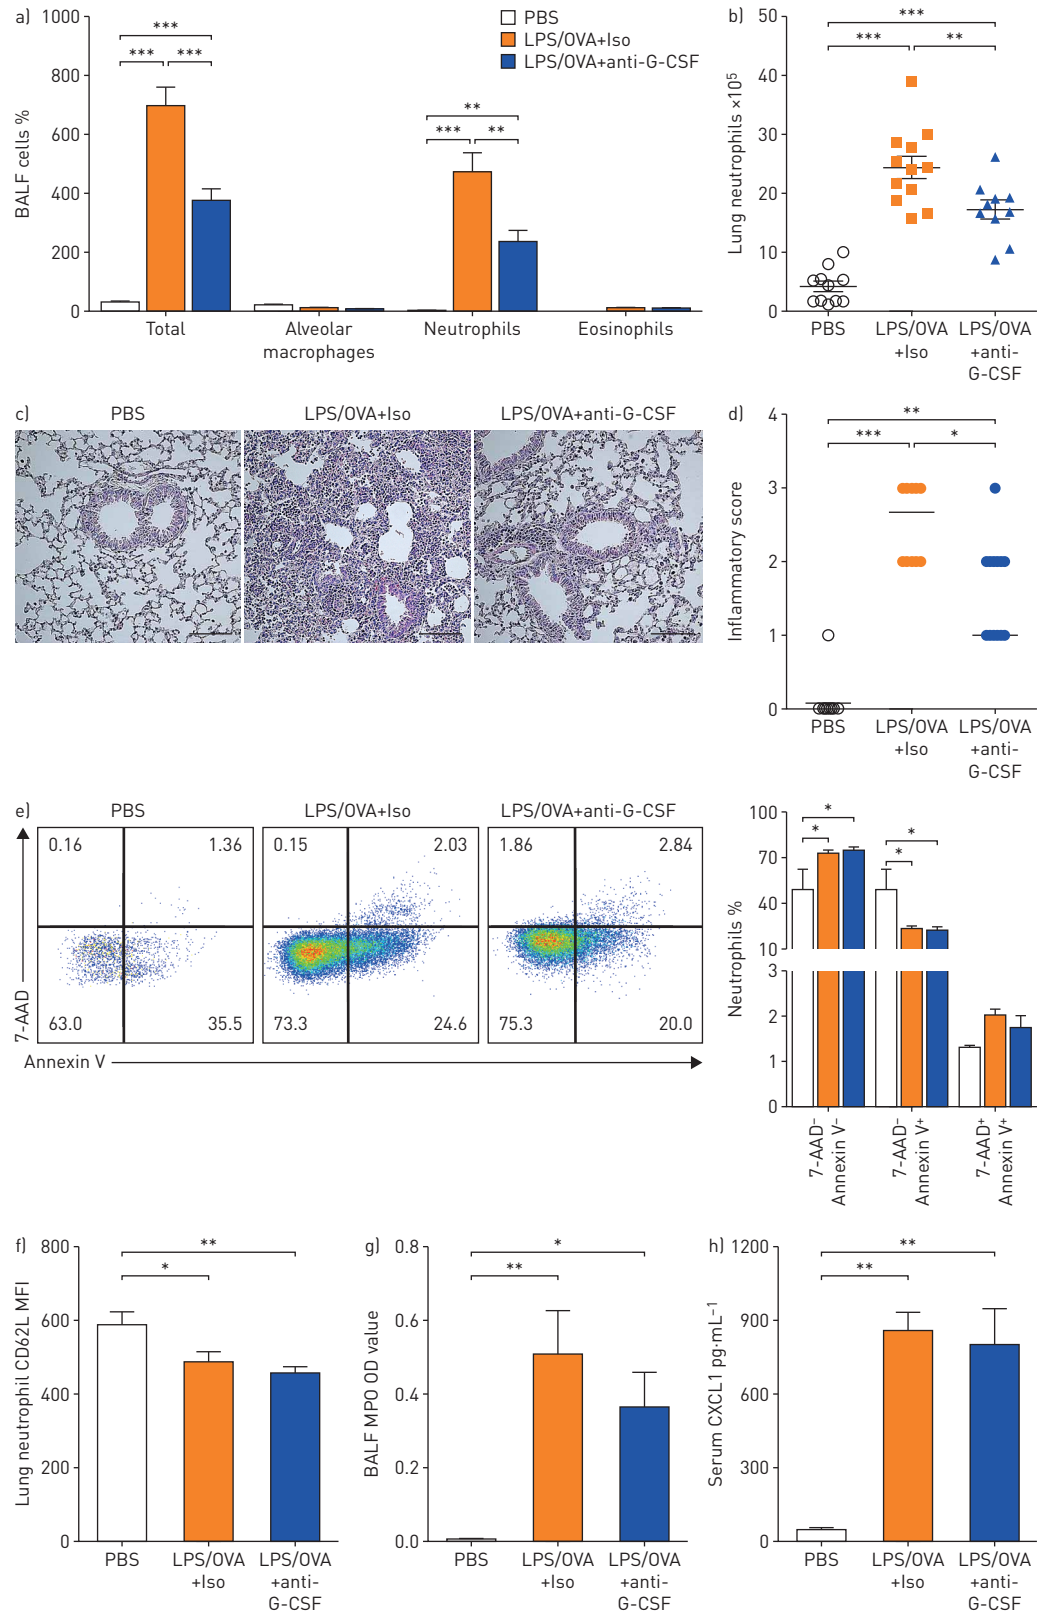 a)
1000
800
600
400
200
0
BALF cells %
***
***
***
***
**
**
Total
Alveolar
macrophages
Neutrophils
Eosinophils
PBS
LPS/OVA+Iso
LPS/OVA+anti-G-CSF
b)
50
40
30
20
10
0
Lung neutrophils ×10⁵
***
***
**
PBS
LPS/OVA
+Iso
LPS/OVA
+anti-
G-CSF
c)
PBS
LPS/OVA+Iso
LPS/OVA+anti-G-CSF
d)
4
3
2
1
0
Inflammatory score
**
***
*
PBS
LPS/OVA
+Iso
LPS/OVA
+anti-
G-CSF
e)
PBS
LPS/OVA+Iso
LPS/OVA+anti-G-CSF
0.16
1.36
63.0
35.5
0.15
2.03
73.3
24.6
1.86
2.84
75.3
20.0
7-AAD
Annexin V
100
70
40
10
3
2
1
0
Neutrophils %
*
*
*
*
7-AAD⁻
Annexin V⁻
7-AAD⁻
Annexin V⁺
7-AAD⁺
Annexin V⁺
f)
800
600
400
200
0
Lung neutrophil CD62L MFI
**
*
PBS
LPS/OVA
+Iso
LPS/OVA
+anti-
G-CSF
g)
0.8
0.6
0.4
0.2
0.0
BALF MPO OD value
*
**
PBS
LPS/OVA
+Iso
LPS/OVA
+anti-
G-CSF
h)
1200
900
600
300
0
Serum CXCL1 pg·mL⁻¹
**
**
PBS
LPS/OVA
+Iso
LPS/OVA
+anti-
G-CSF